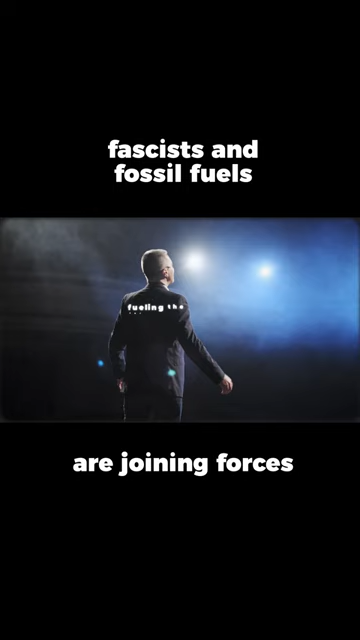 fascists and
fossil fuels
fueling the
are joining forces